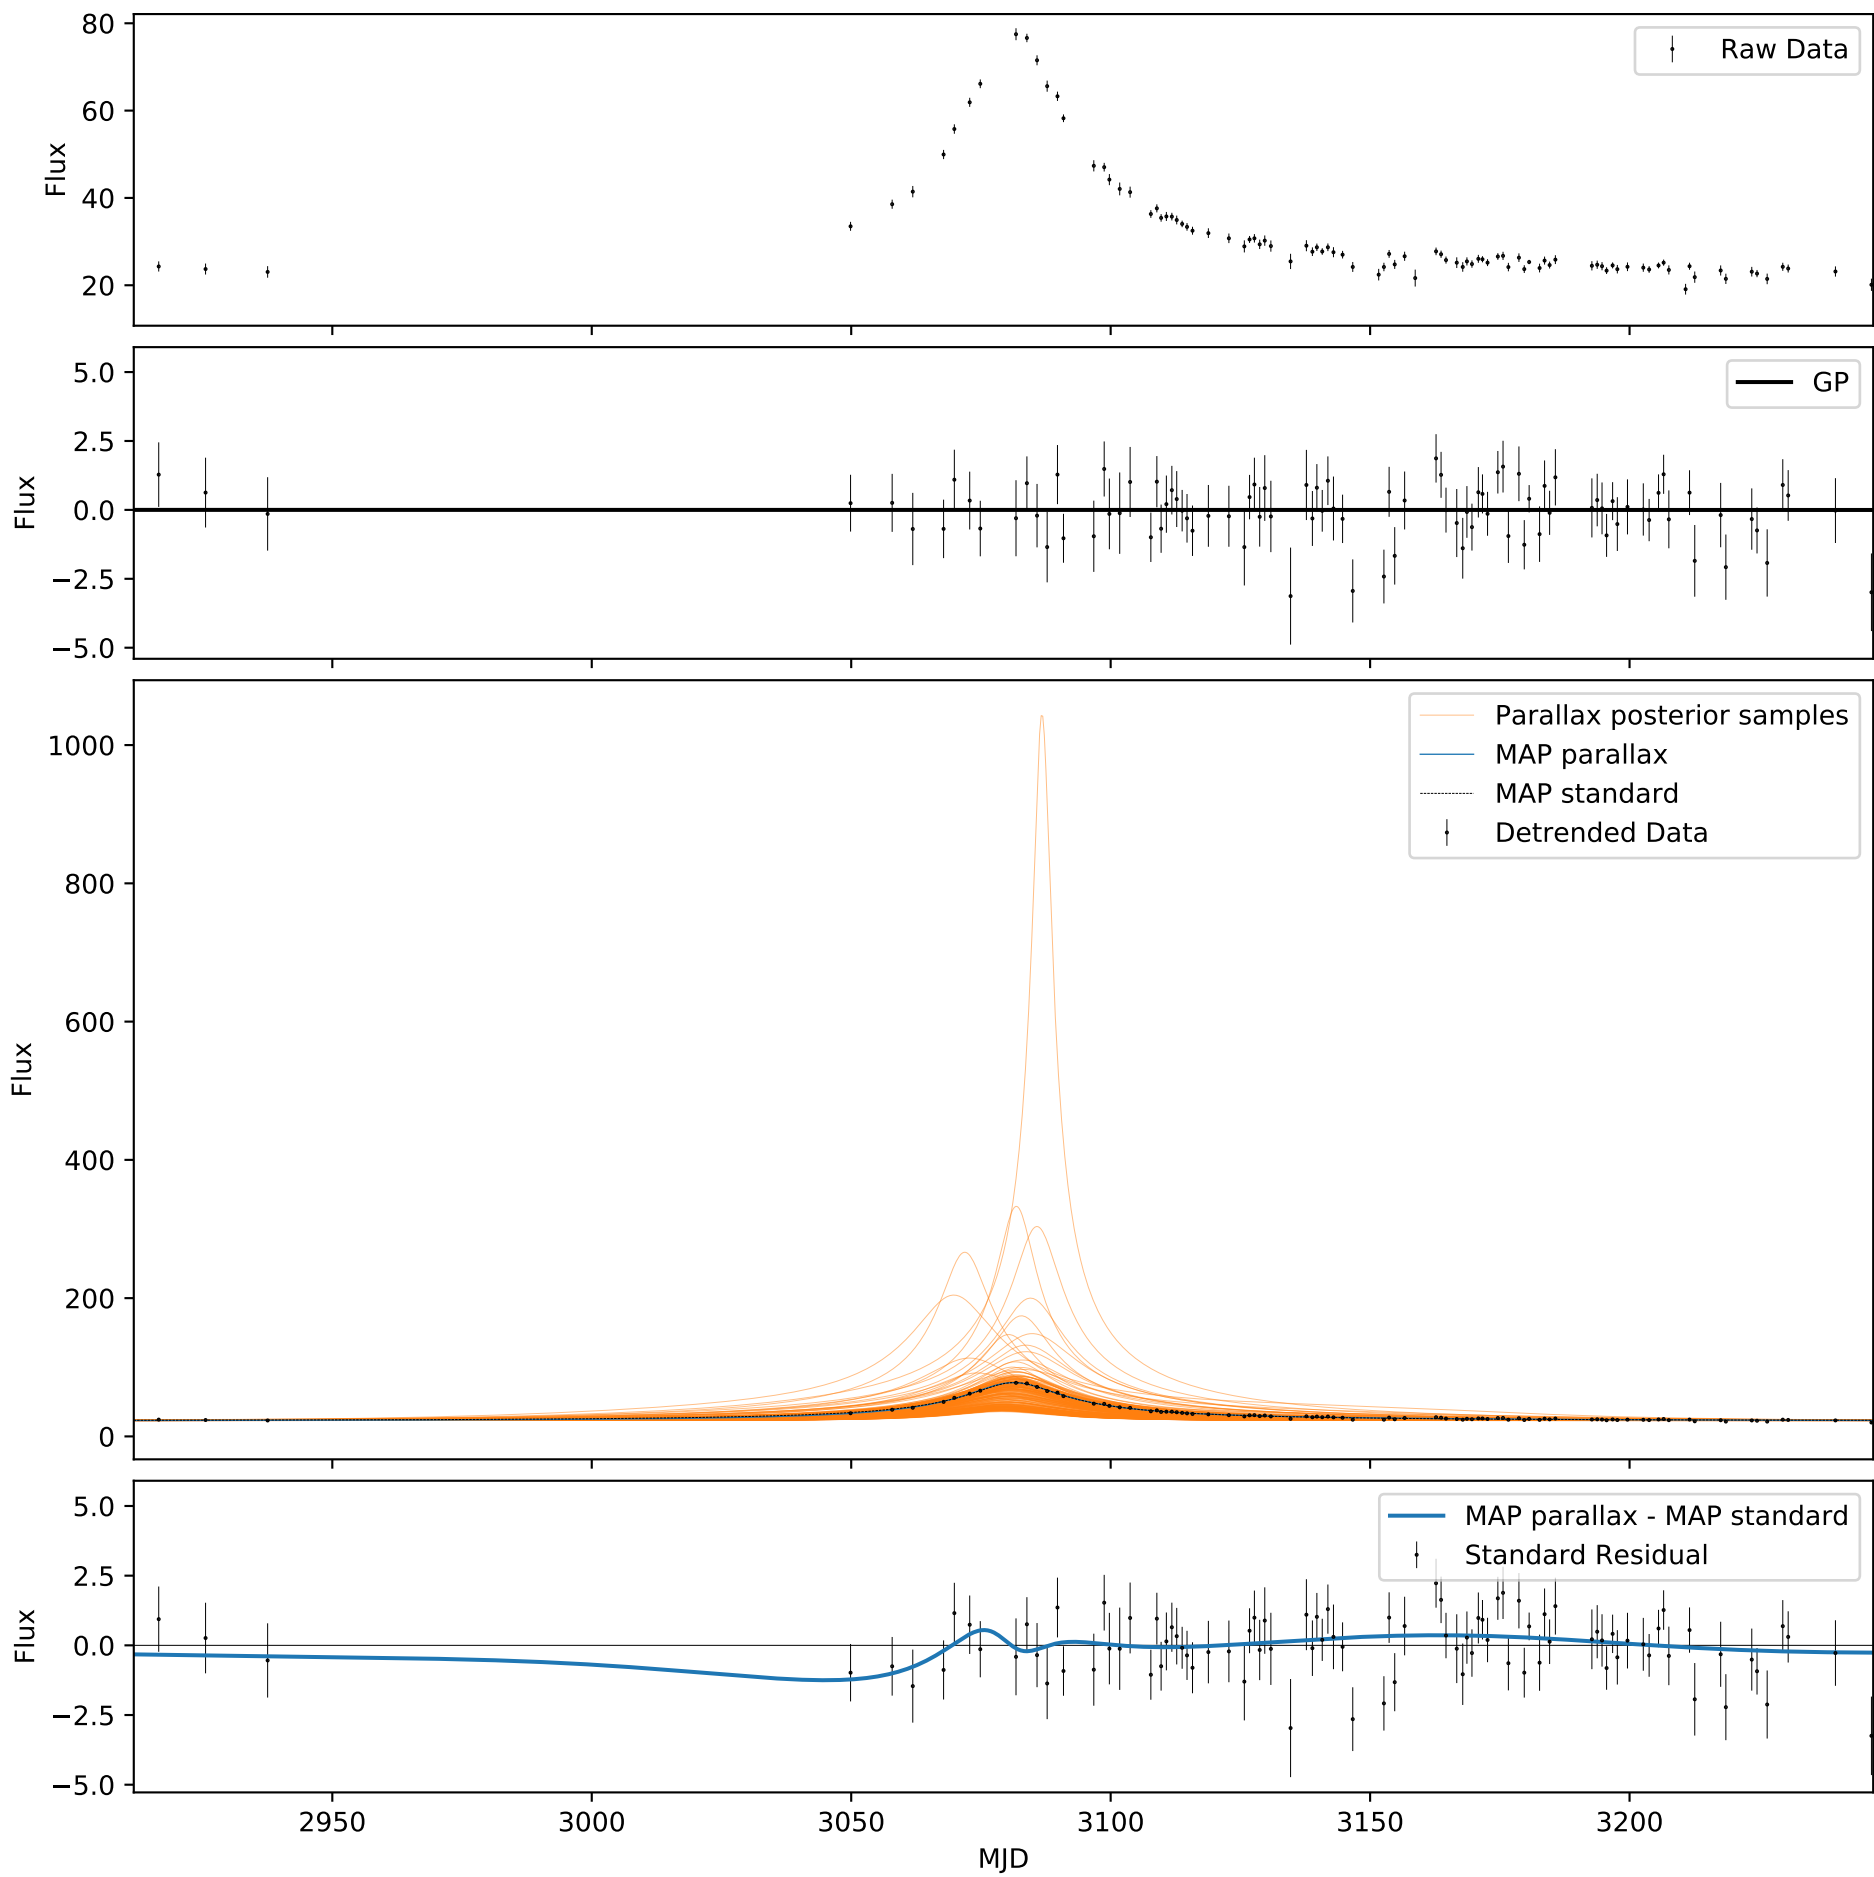 80
60
40
20
Flux
Raw Data
5.0
2.5
0.0
−2.5
−5.0
Flux
GP
1000
800
600
400
200
0
Flux
Parallax posterior samples
MAP parallax
MAP standard
Detrended Data
5.0
2.5
0.0
−2.5
−5.0
Flux
MAP parallax - MAP standard
Standard Residual
2950 3000 3050 3100 3150 3200
MJD